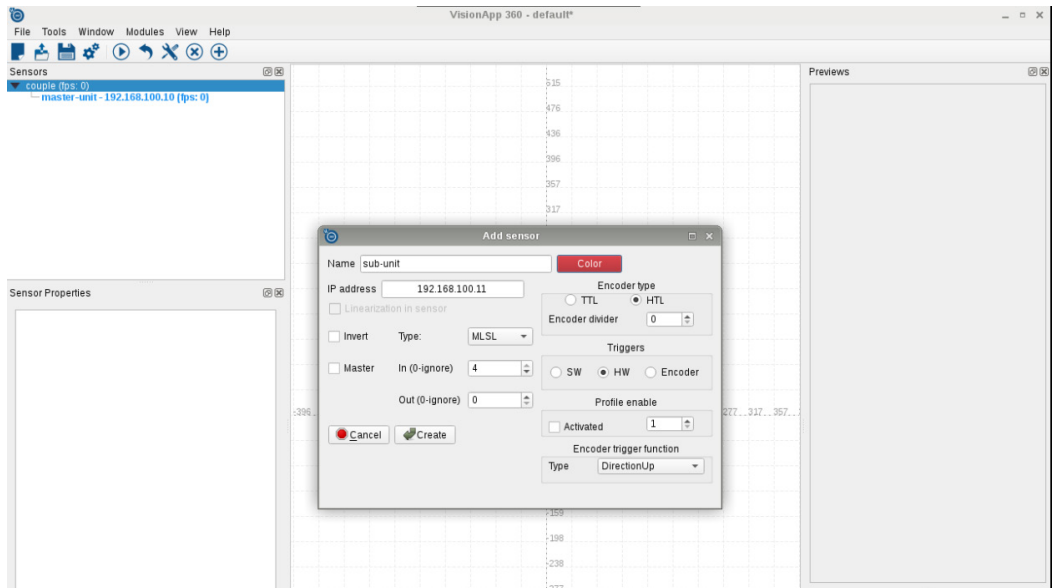 VisionApp 360 - default*
File Tools Window Modules View Help
Sensors
couple (fps: 0)
master-unit - 192.168.100.10 [fps: 0]
Sensor Properties
Previews
515
476
436
396
357
317
Add sensor
Name sub-unit Color
IP address 192.168.100.11
Linearization in sensor
Invert Type: MLSL
Master In (0-ignore) 4
Out (0-ignore) 0
Cancel Create
Encoder type
TTL HTL
Encoder divider 0
Triggers
SW HW Encoder
Profile enable
Activated 1
Encoder trigger function
Type DirectionUp
-396
277 317 357
-159
-198
-238